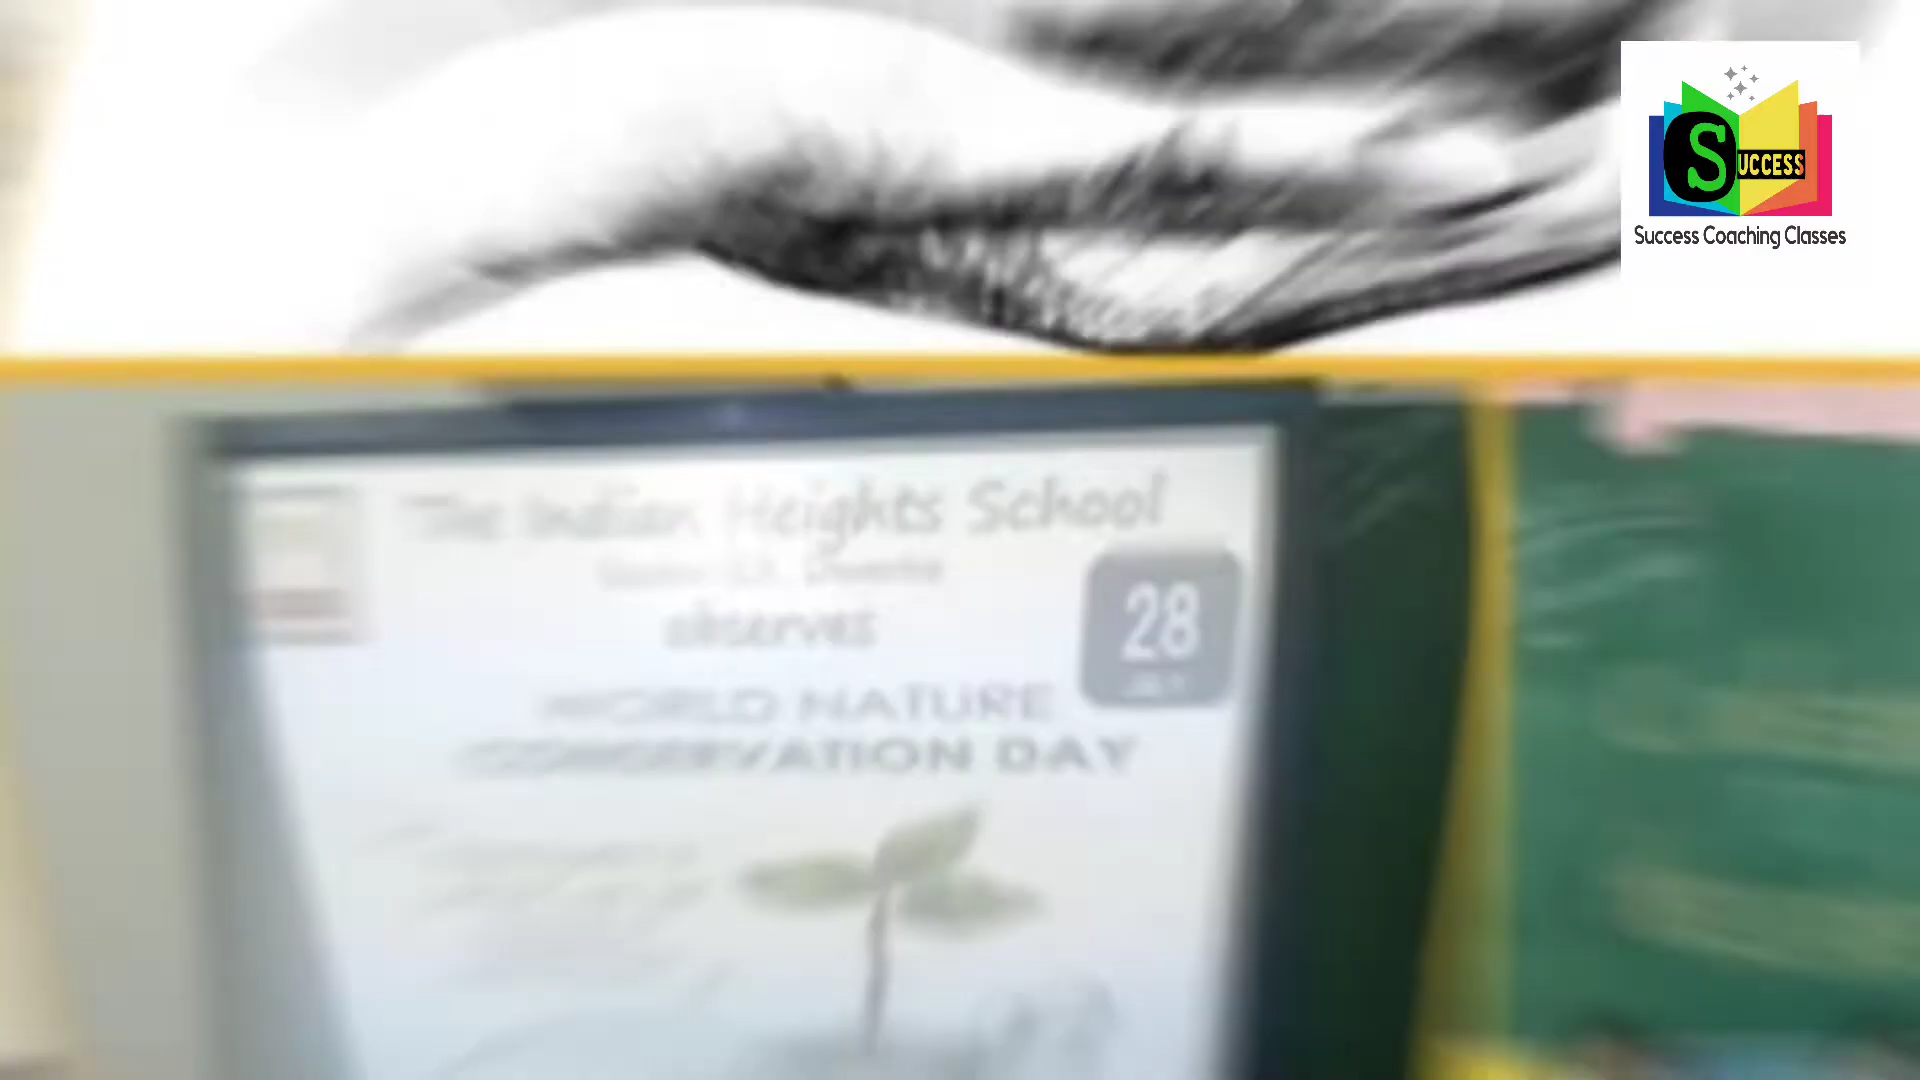 SUCCESS
Success Coaching Classes
The Indian Heights School
observes
28
WORLD NATURE
CONSERVATION DAY